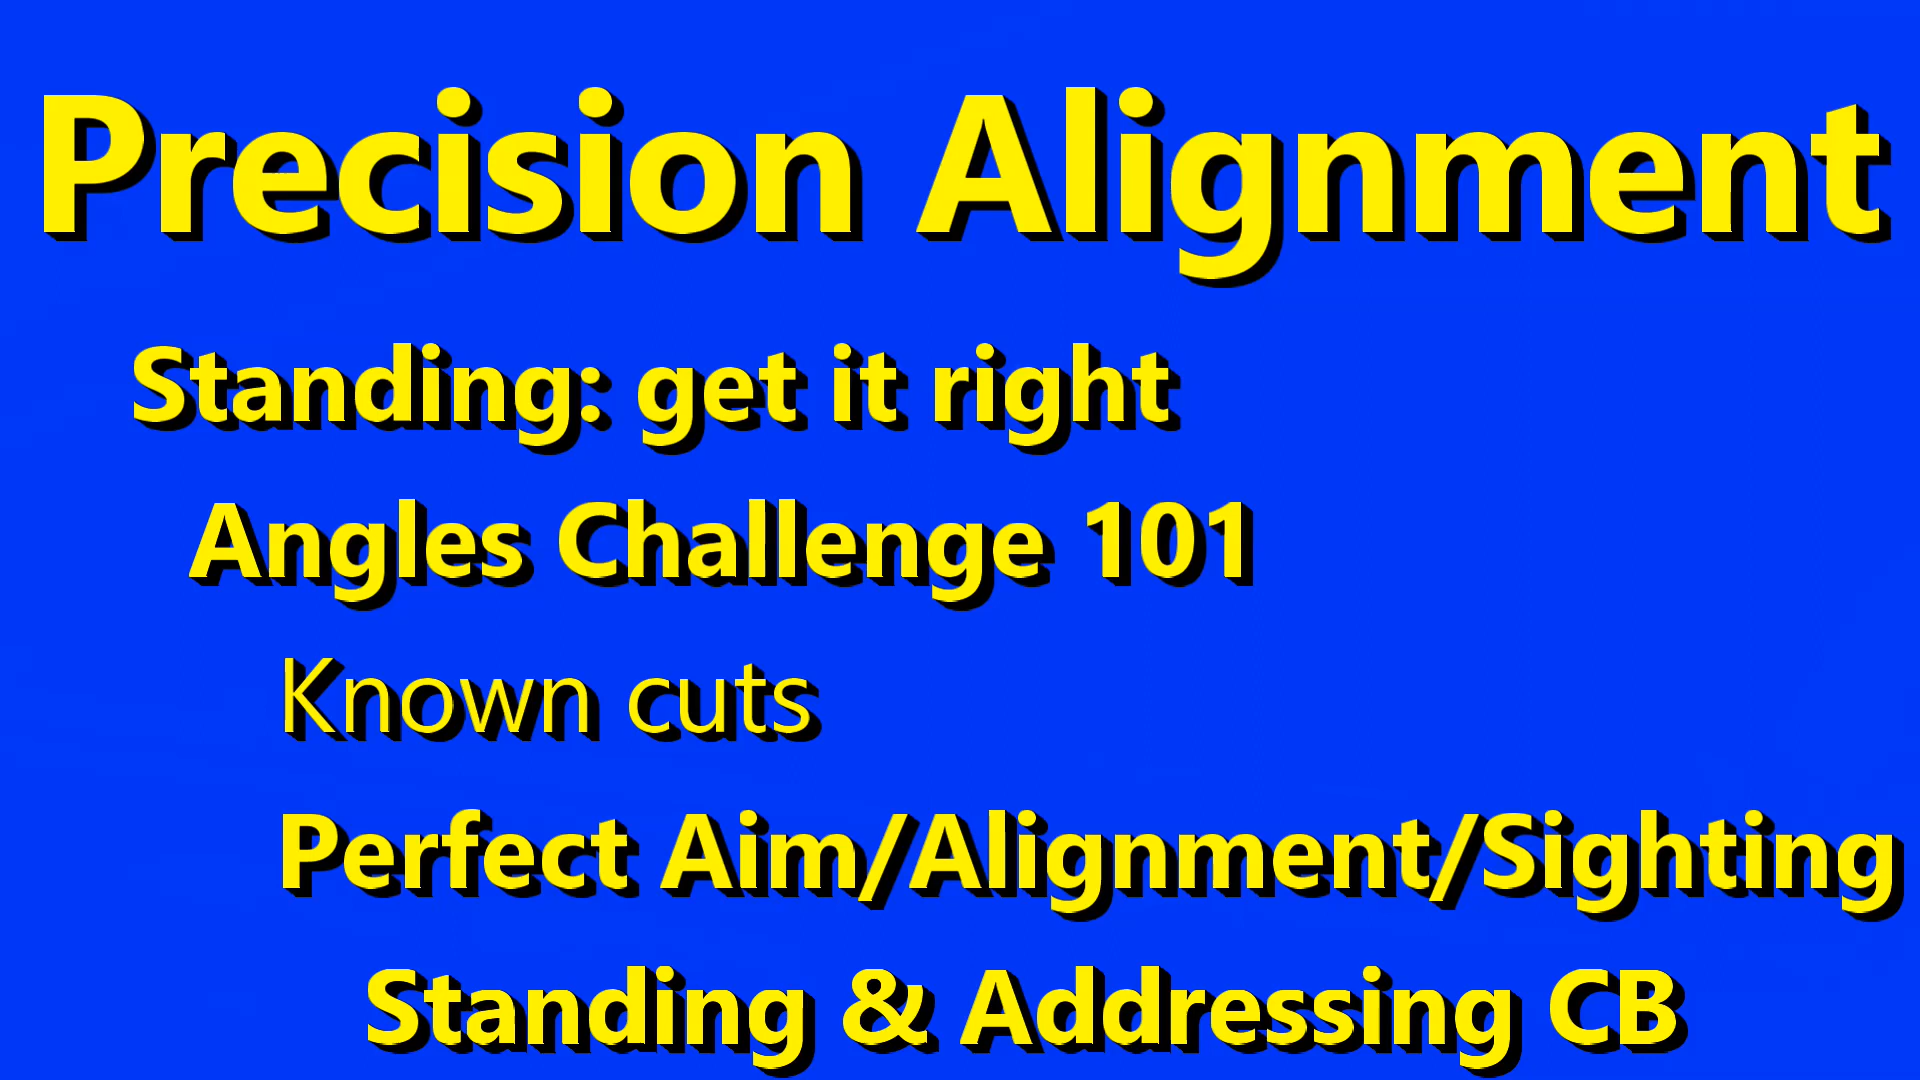 Precision Alignment
Standing: get it right
Angles Challenge 101
Known cuts
Perfect Aim/Alignment/Sighting
Standing & Addressing CB